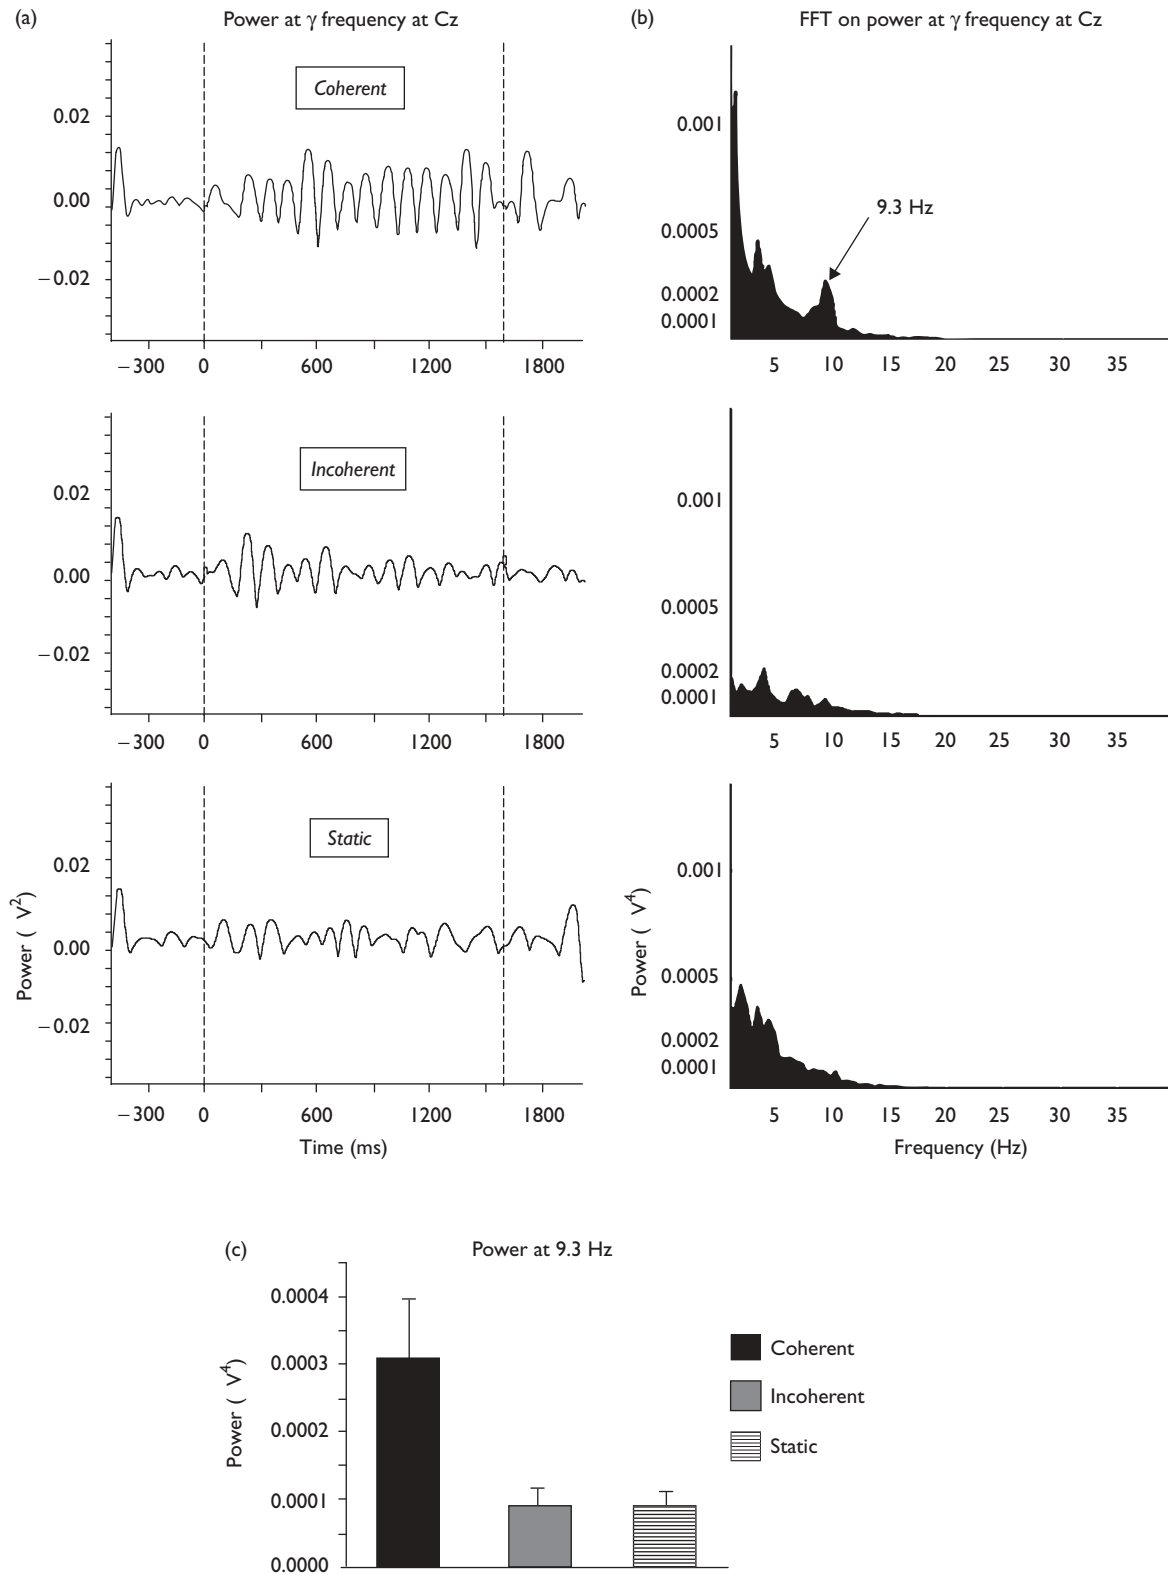 (a) Power at γ frequency at Cz
Coherent
0.02
0.00
−0.02
−300 0 600 1200 1800
Incoherent
0.02
0.00
−0.02
−300 0 600 1200 1800
Static
0.02
0.00
−0.02
Power ( V²)
−300 0 600 1200 1800
Time (ms)
(b) FFT on power at γ frequency at Cz
0.001
9.3 Hz
0.0005
0.0002
0.0001
5 10 15 20 25 30 35
0.001
0.0005
0.0002
0.0001
5 10 15 20 25 30 35
0.001
0.0005
0.0002
0.0001
Power ( V⁴)
5 10 15 20 25 30 35
Frequency (Hz)
(c) Power at 9.3 Hz
0.0004
0.0003
0.0002
0.0001
0.0000
Power ( V⁴)
Coherent
Incoherent
Static